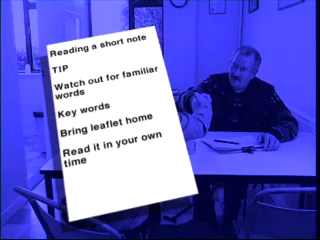 Reading a short note
TIP
Watch out for familiar
words
Key words
Bring leaflet home
Read it in your own
time